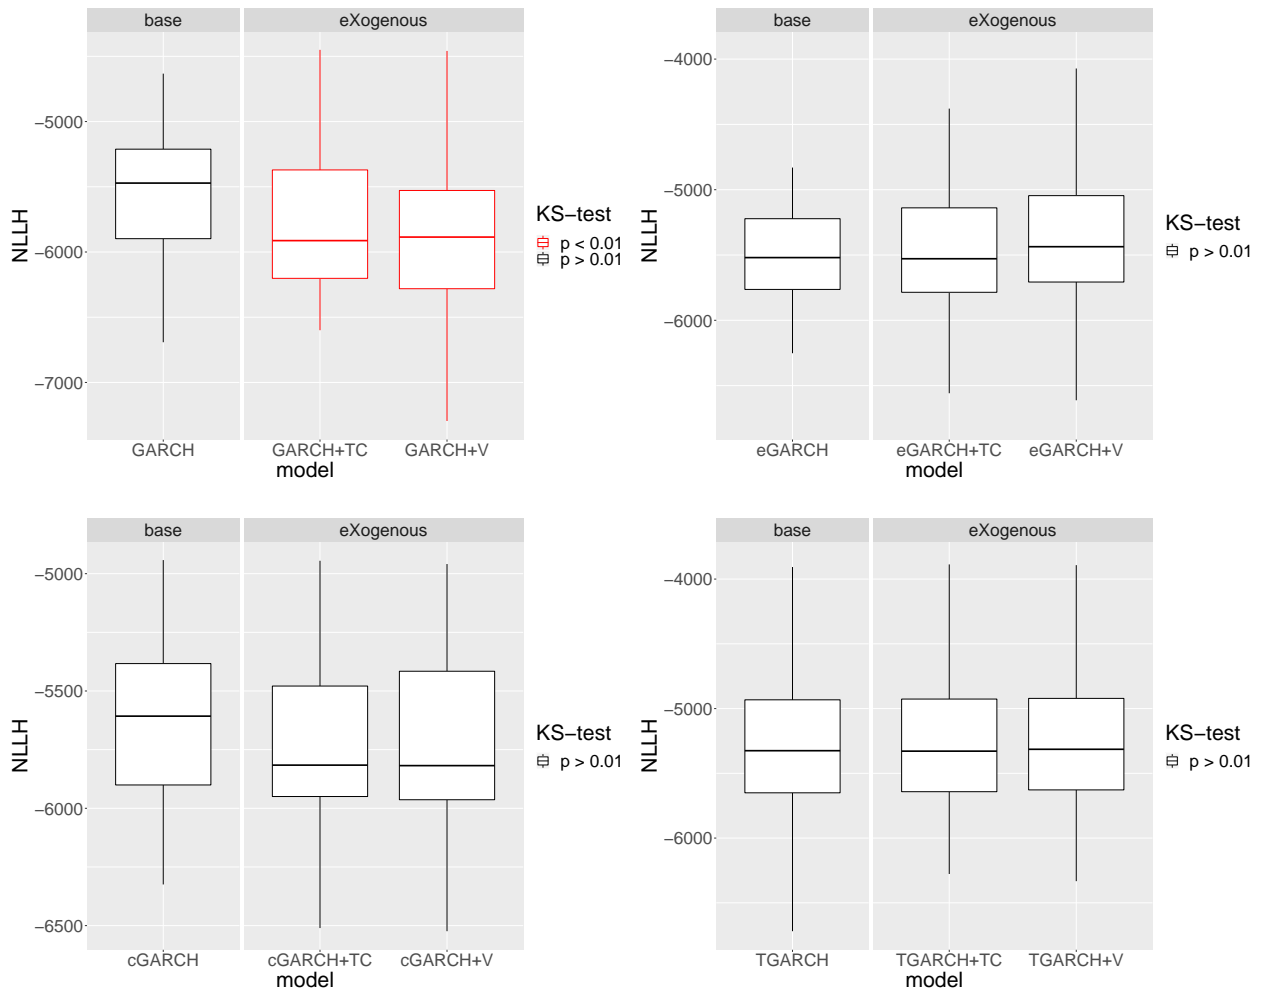 base eXogenous
NLLH
−5000
−6000
−7000
GARCH GARCH+TC GARCH+V
model
KS−test
p < 0.01
p > 0.01
base eXogenous
NLLH
−4000
−5000
−6000
eGARCH eGARCH+TC eGARCH+V
model
KS−test
p > 0.01
base eXogenous
NLLH
−5000
−5500
−6000
−6500
cGARCH cGARCH+TC cGARCH+V
model
KS−test
p > 0.01
base eXogenous
NLLH
−4000
−5000
−6000
TGARCH TGARCH+TC TGARCH+V
model
KS−test
p > 0.01